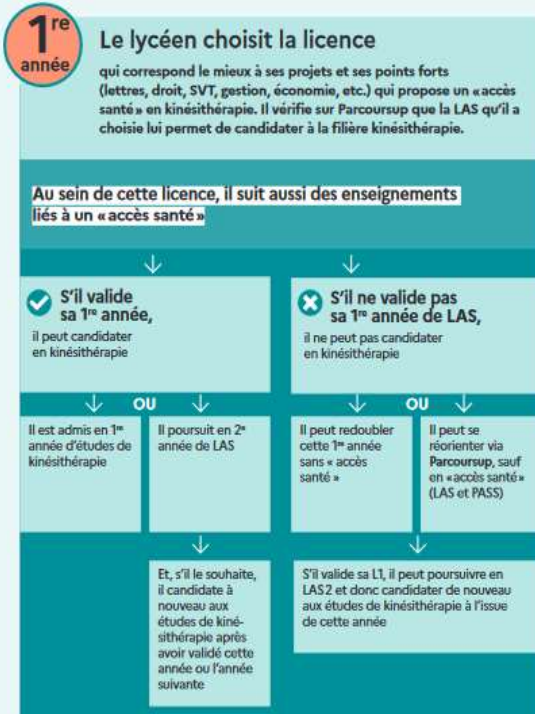 1re
année
Le lycéen choisit la licence
qui correspond le mieux à ses projets et ses points forts
(lettres, droit, SVT, gestion, économie, etc.) qui propose un «accès
santé» en kinésithérapie. Il vérifie sur Parcoursup que la LAS qu'il a
choisie lui permet de candidater à la filière kinésithérapie.
Au sein de cette licence, il suit aussi des enseignements
liés à un «accès santé»
S'il valide
sa 1re année,
il peut candidater
en kinésithérapie
S'il ne valide pas
sa 1re année de LAS,
il ne peut pas candidater
en kinésithérapie
OU
OU
Il est admis en 1re
année d'études de
kinésithérapie
Il poursuit en 2e
année de LAS
Il peut redoubler
cette 1re année
sans « accès
santé »
Il peut se
réorienter via
Parcoursup, sauf
en «accès santé»
(LAS et PASS)
Et, s'il le souhaite,
il candidate à
nouveau aux
études de kiné-
sithérapie après
avoir validé cette
année ou l'année
suivante
S'il valide sa L1, il peut poursuivre en
LAS2 et donc candidater de nouveau
aux études de kinésithérapie à l'issue
de cette année